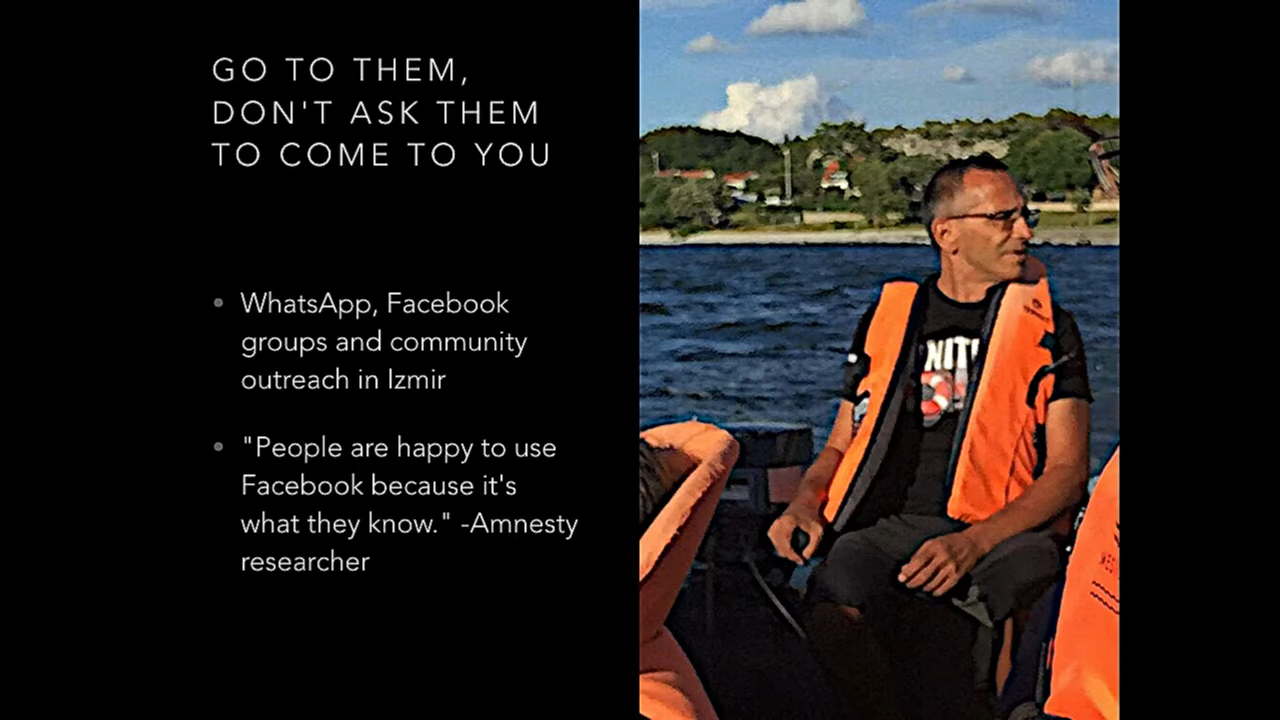 GO TO THEM,
DON'T ASK THEM
TO COME TO YOU
• WhatsApp, Facebook
groups and community
outreach in Izmir
• "People are happy to use
Facebook because it's
what they know." -Amnesty
researcher
NIT